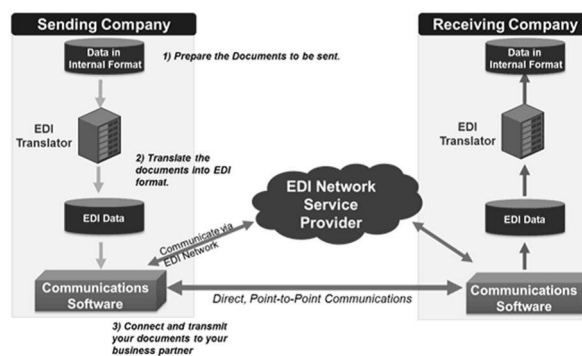 Sending Company
Data in
Internal Format
1) Prepare the Documents to be sent.
EDI
Translator
2) Translate the
documents into EDI
format.
EDI Data
Communicate via
EDI Network
Communications
Software
3) Connect and transmit
your documents to your
business partner
EDI Network
Service
Provider
Direct, Point-to-Point Communications
Receiving Company
Data in
Internal Format
EDI
Translator
EDI Data
Communications
Software